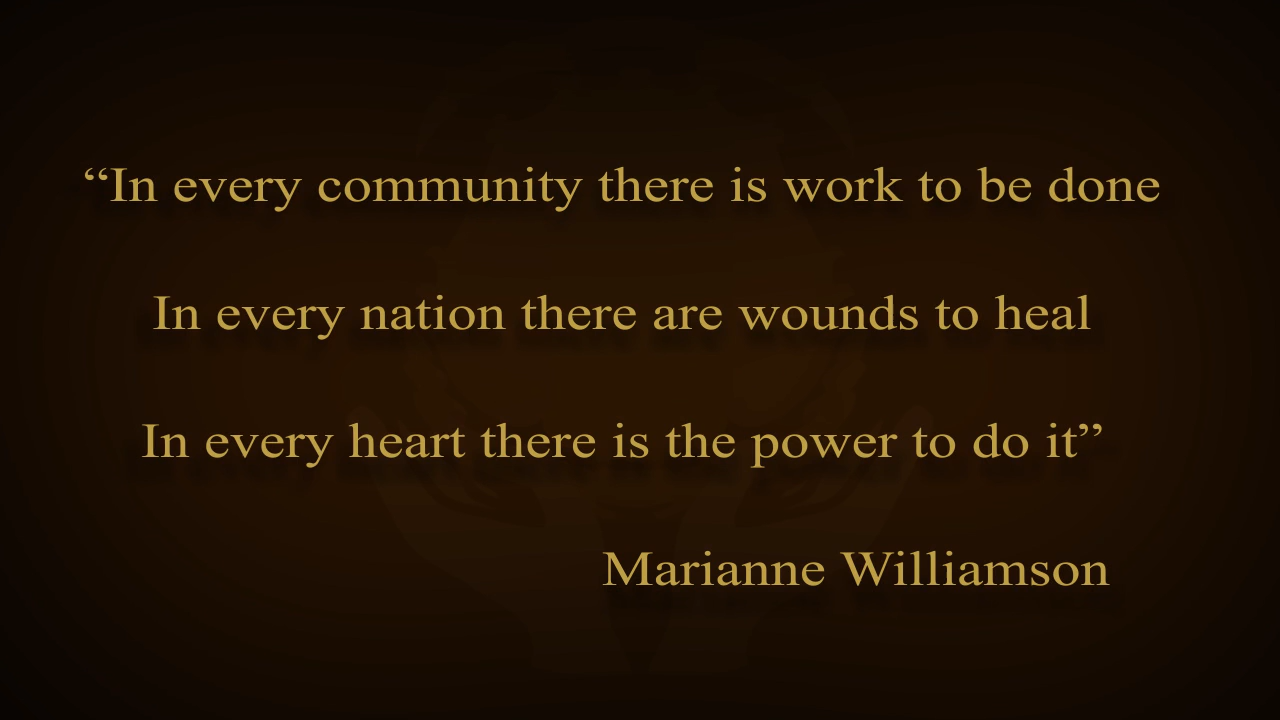 “In every community there is work to be done
In every nation there are wounds to heal
In every heart there is the power to do it”
Marianne Williamson